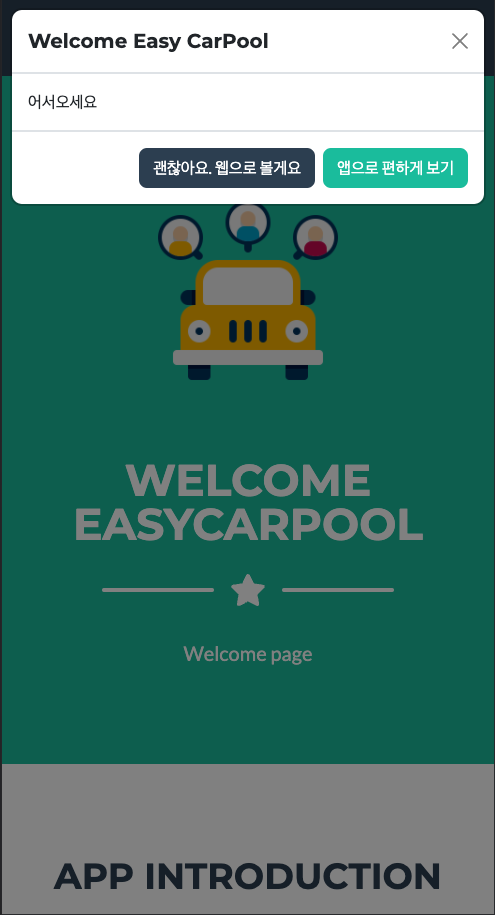 Welcome Easy CarPool
어서오세요
괜찮아요. 웹으로 볼게요
앱으로 편하게 보기
WELCOME
EASYCARPOOL
Welcome page
APP INTRODUCTION